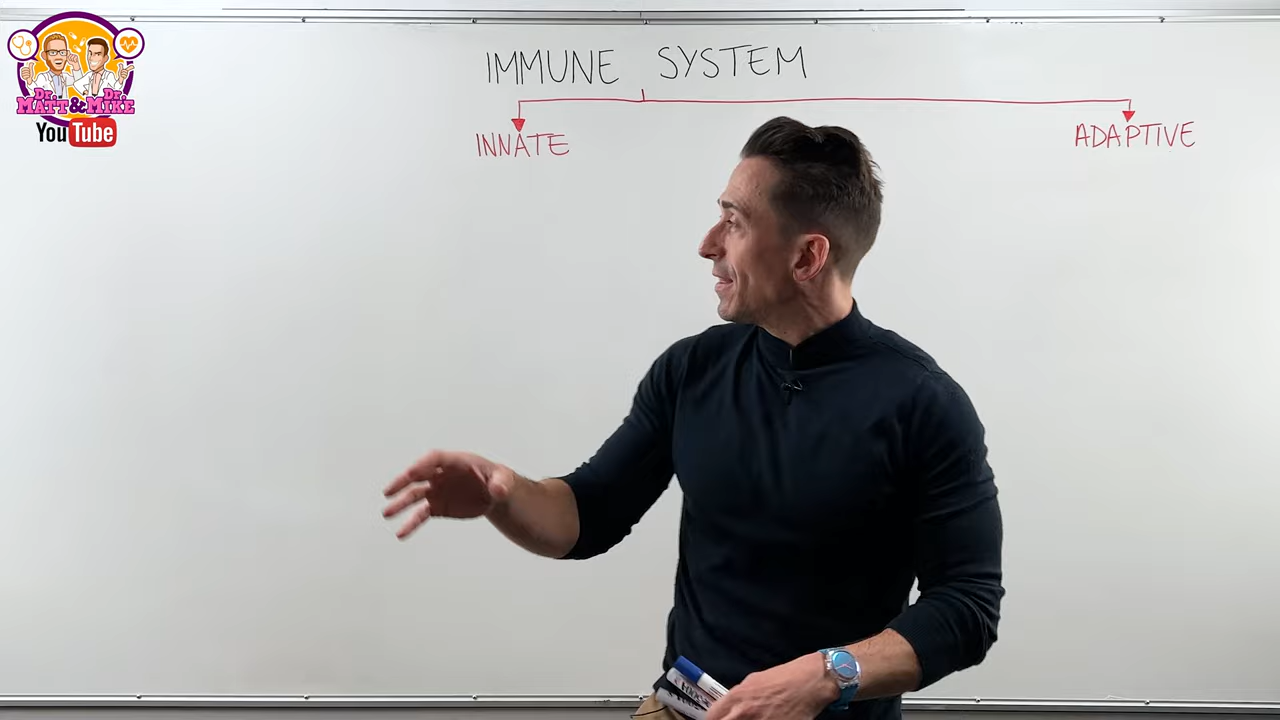 Dr. Dr.
MATT & MIKE
YouTube
IMMUNE SYSTEM
INNATE
ADAPTIVE